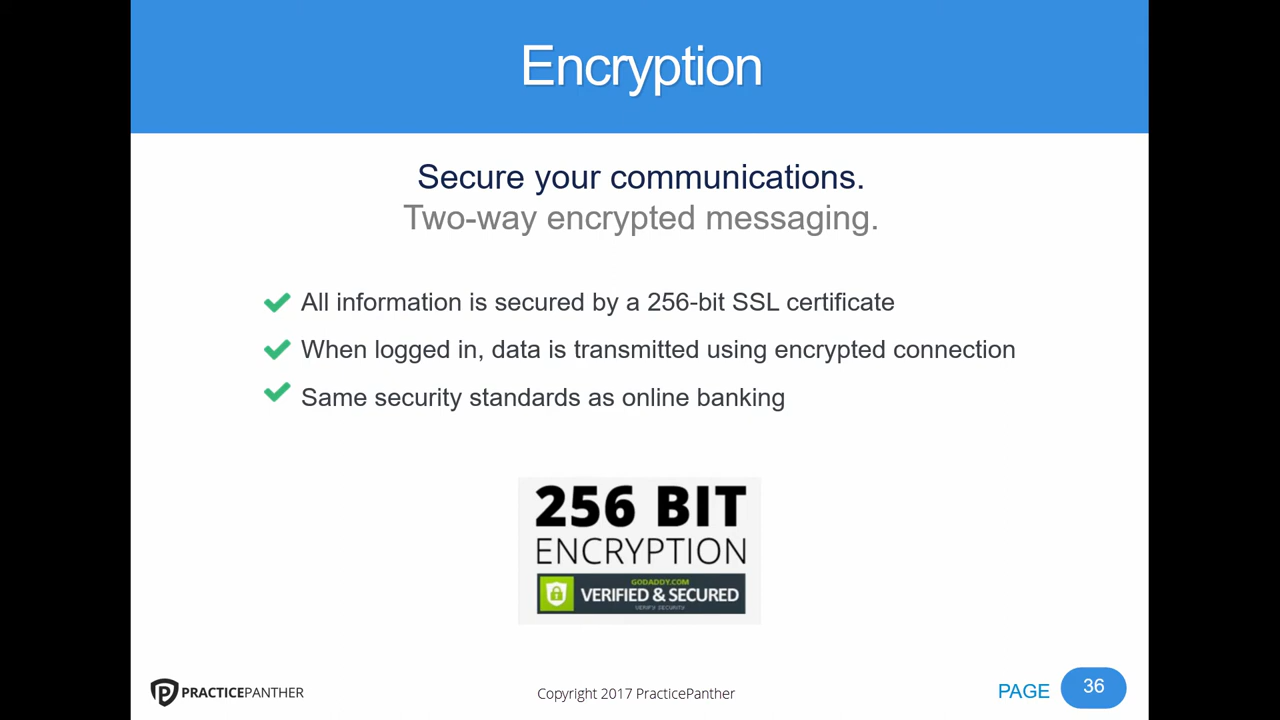 Encryption
Secure your communications.
Two-way encrypted messaging.
All information is secured by a 256-bit SSL certificate
When logged in, data is transmitted using encrypted connection
Same security standards as online banking
256 BIT
ENCRYPTION
GODADDY.COM
VERIFIED & SECURED
VERIFY SECURITY
PRACTICEPANTHER
Copyright 2017 PracticePanther
PAGE 36